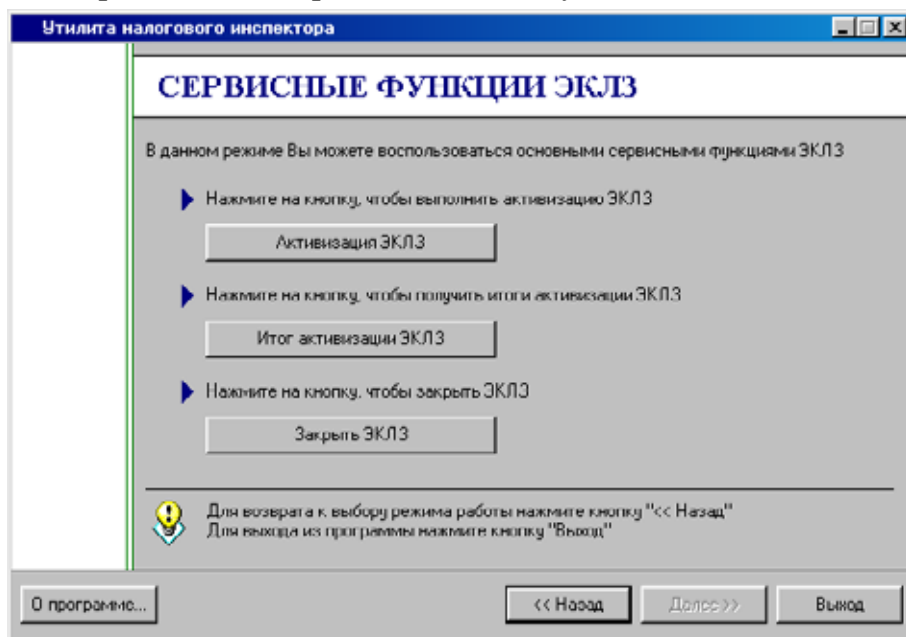 Утилита налогового инспектора
СЕРВИСНЫЕ ФУНКЦИИ ЭКЛЗ
В данном режиме Вы можете воспользоваться основными сервисными функциями ЭКЛЗ
Нажмите на кнопку, чтобы выполнить активизацию ЭКЛЗ
Активизация ЭКЛЗ
Нажмите на кнопку, чтобы получить итоги активизации ЭКЛЗ
Итог активизации ЭКЛЗ
Нажмите на кнопку, чтобы закрыть ЭКЛЗ
Закрыть ЭКЛЗ
Для возврата к выбору режима работы нажмите кнопку "<< Назад"
Для выхода из программы нажмите кнопку "Выход"
О программе...
<< Назад
Далее >>
Выход